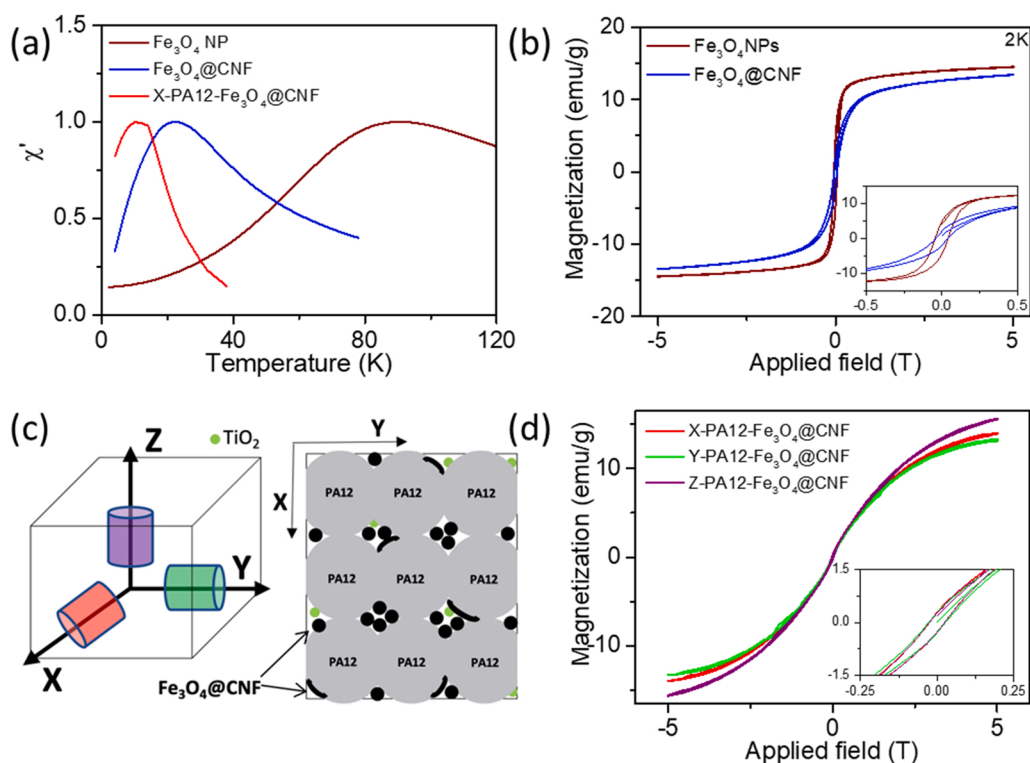 (a)
1.5
1.0
0.5
0.0
χ'
Fe₃O₄ NP
Fe₃O₄@CNF
X-PA12-Fe₃O₄@CNF
0
40
80
120
Temperature (K)
(b)
20
10
0
-10
-20
Magnetization (emu/g)
2K
Fe₃O₄NPs
Fe₃O₄@CNF
10
0
-10
-0.5
0.0
0.5
-5
0
5
Applied field (T)
(c)
Z
Y
X
TiO₂
Y
X
PA12 PA12 PA12
PA12 PA12 PA12
PA12 PA12 PA12
Fe₃O₄@CNF
(d)
10
0
-10
Magnetization (emu/g)
X-PA12-Fe₃O₄@CNF
Y-PA12-Fe₃O₄@CNF
Z-PA12-Fe₃O₄@CNF
1.5
0.0
-1.5
-0.25
0.00
0.25
-5
0
5
Applied field (T)